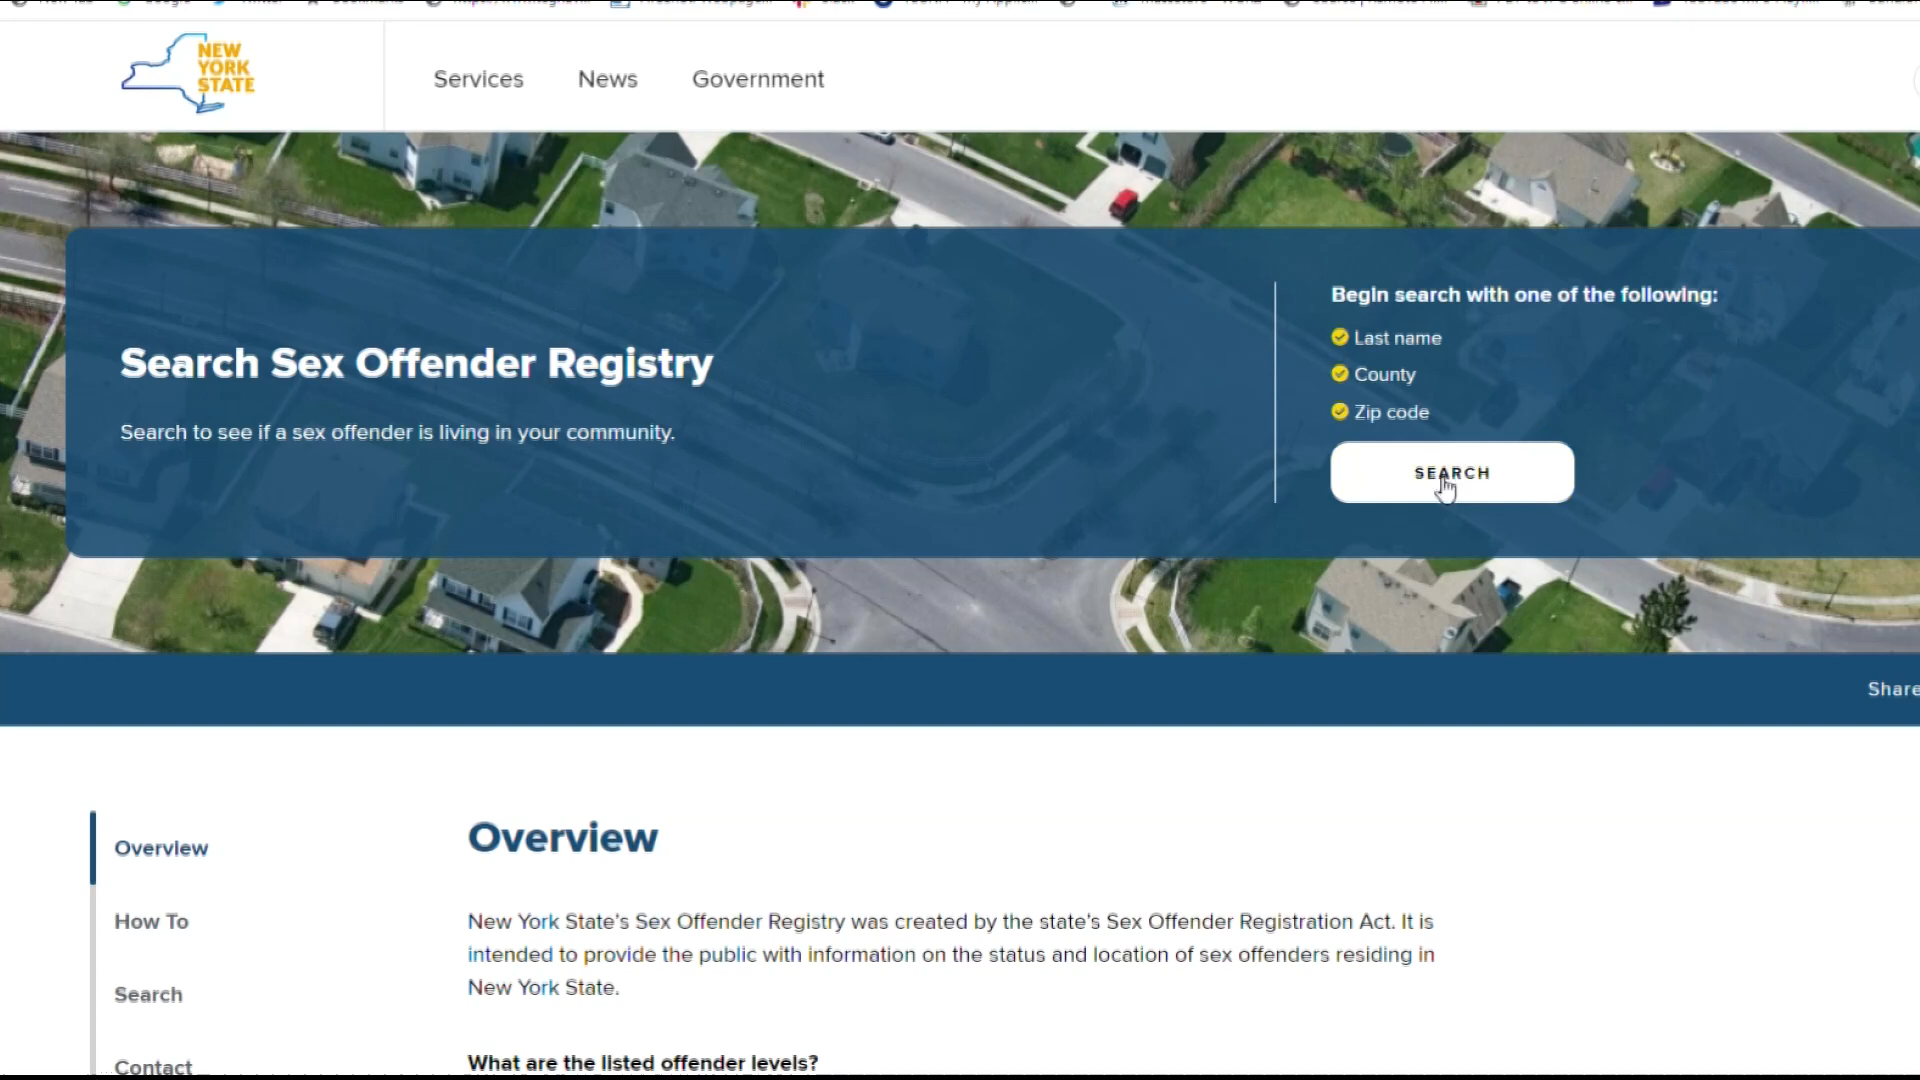 NEW
YORK
STATE
Services
News
Government
Search Sex Offender Registry
Search to see if a sex offender is living in your community.
Begin search with one of the following:
Last name
County
Zip code
SEARCH
Share
Overview
How To
Search
Contact
Overview
New York State's Sex Offender Registry was created by the state's Sex Offender Registration Act. It is
intended to provide the public with information on the status and location of sex offenders residing in
New York State.
What are the listed offender levels?